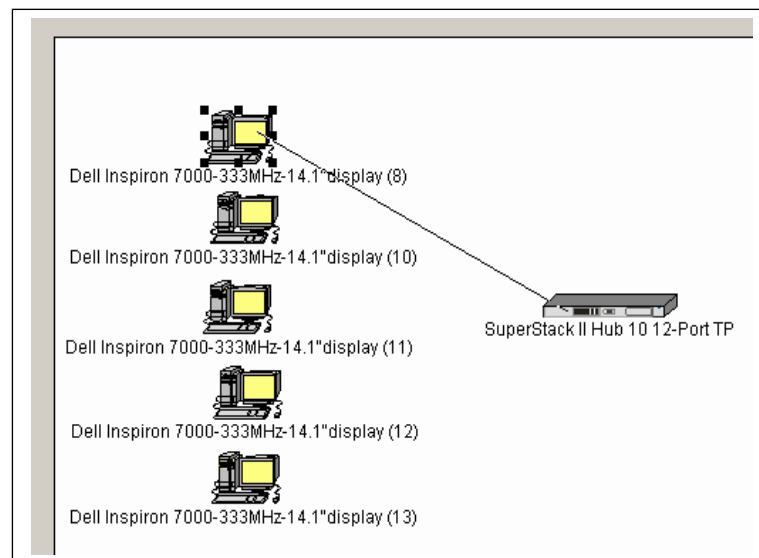 Dell Inspiron 7000-333MHz-14.1"display (8)
Dell Inspiron 7000-333MHz-14.1"display (10)
SuperStack II Hub 10 12-Port TP
Dell Inspiron 7000-333MHz-14.1"display (11)
Dell Inspiron 7000-333MHz-14.1"display (12)
Dell Inspiron 7000-333MHz-14.1"display (13)